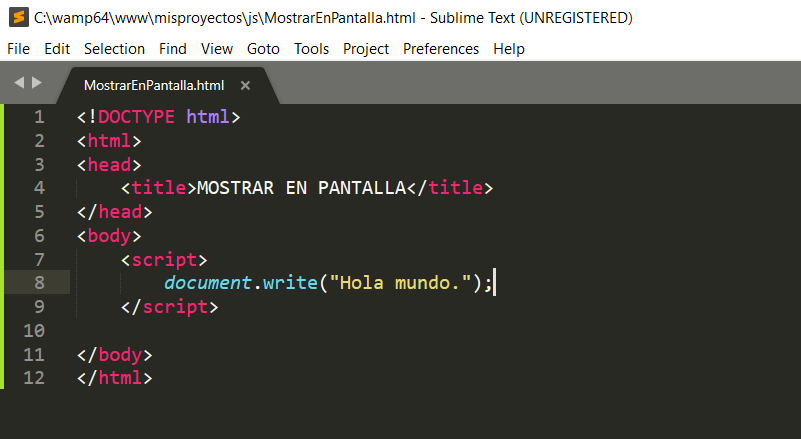 C:\wamp64\www\misproyectos\js\MostrarEnPantalla.html - Sublime Text (UNREGISTERED)
File Edit Selection Find View Goto Tools Project Preferences Help
MostrarEnPantalla.html ×
1 <!DOCTYPE html>
2 <html>
3 <head>
4 <title>MOSTRAR EN PANTALLA</title>
5 </head>
6 <body>
7 <script>
8 document.write("Hola mundo.");
9 </script>
10
11 </body>
12 </html>